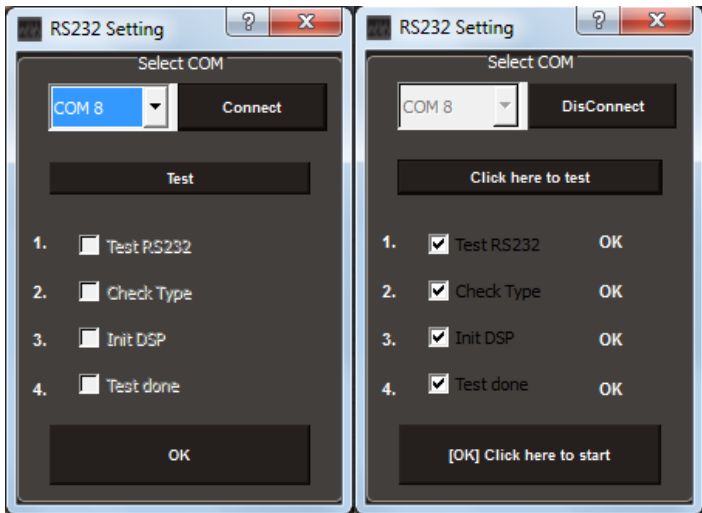 RS232 Setting
Select COM
COM 8 Connect
Test
1. Test RS232
2. Check Type
3. Init DSP
4. Test done
OK
RS232 Setting
Select COM
COM 8 DisConnect
Click here to test
1. Test RS232 OK
2. Check Type OK
3. Init DSP OK
4. Test done OK
[OK] Click here to start